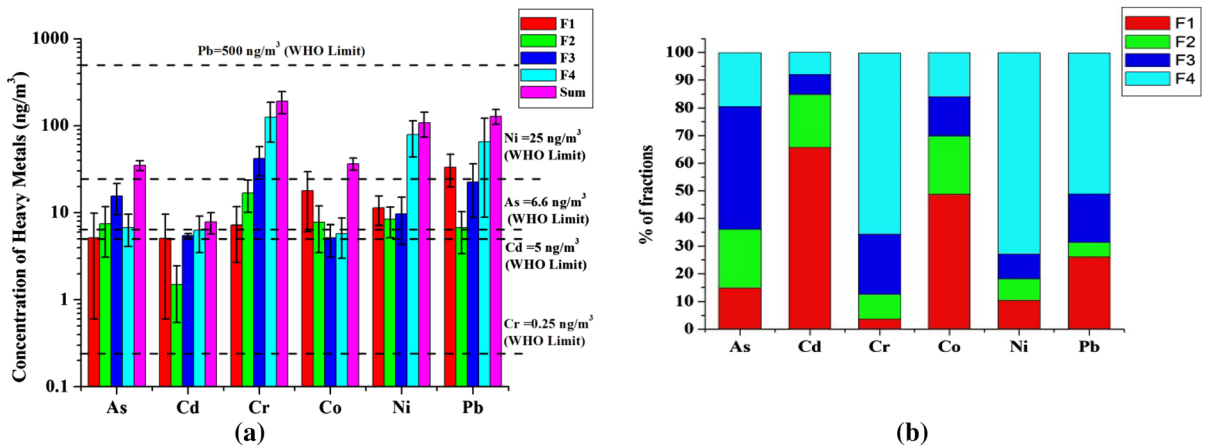 Concentration of Heavy Metals (ng/m³)
1000
100
10
1
0.1
Pb=500 ng/m³ (WHO Limit)
Ni =25 ng/m³
(WHO Limit)
As =6.6 ng/m³
(WHO Limit)
Cd =5 ng/m³
(WHO Limit)
Cr =0.25 ng/m³
(WHO Limit)
F1
F2
F3
F4
Sum
As Cd Cr Co Ni Pb
(a)
% of fractions
100
90
80
70
60
50
40
30
20
10
0
F1
F2
F3
F4
As Cd Cr Co Ni Pb
(b)